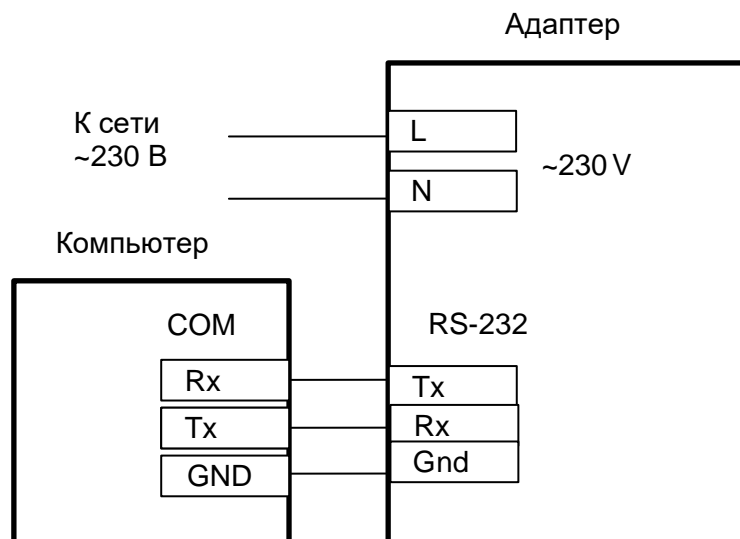 Адаптер
К сети
~230 В
L
N
~230 V
Компьютер
COM
RS-232
Rx
Tx
Tx
Rx
GND
Gnd